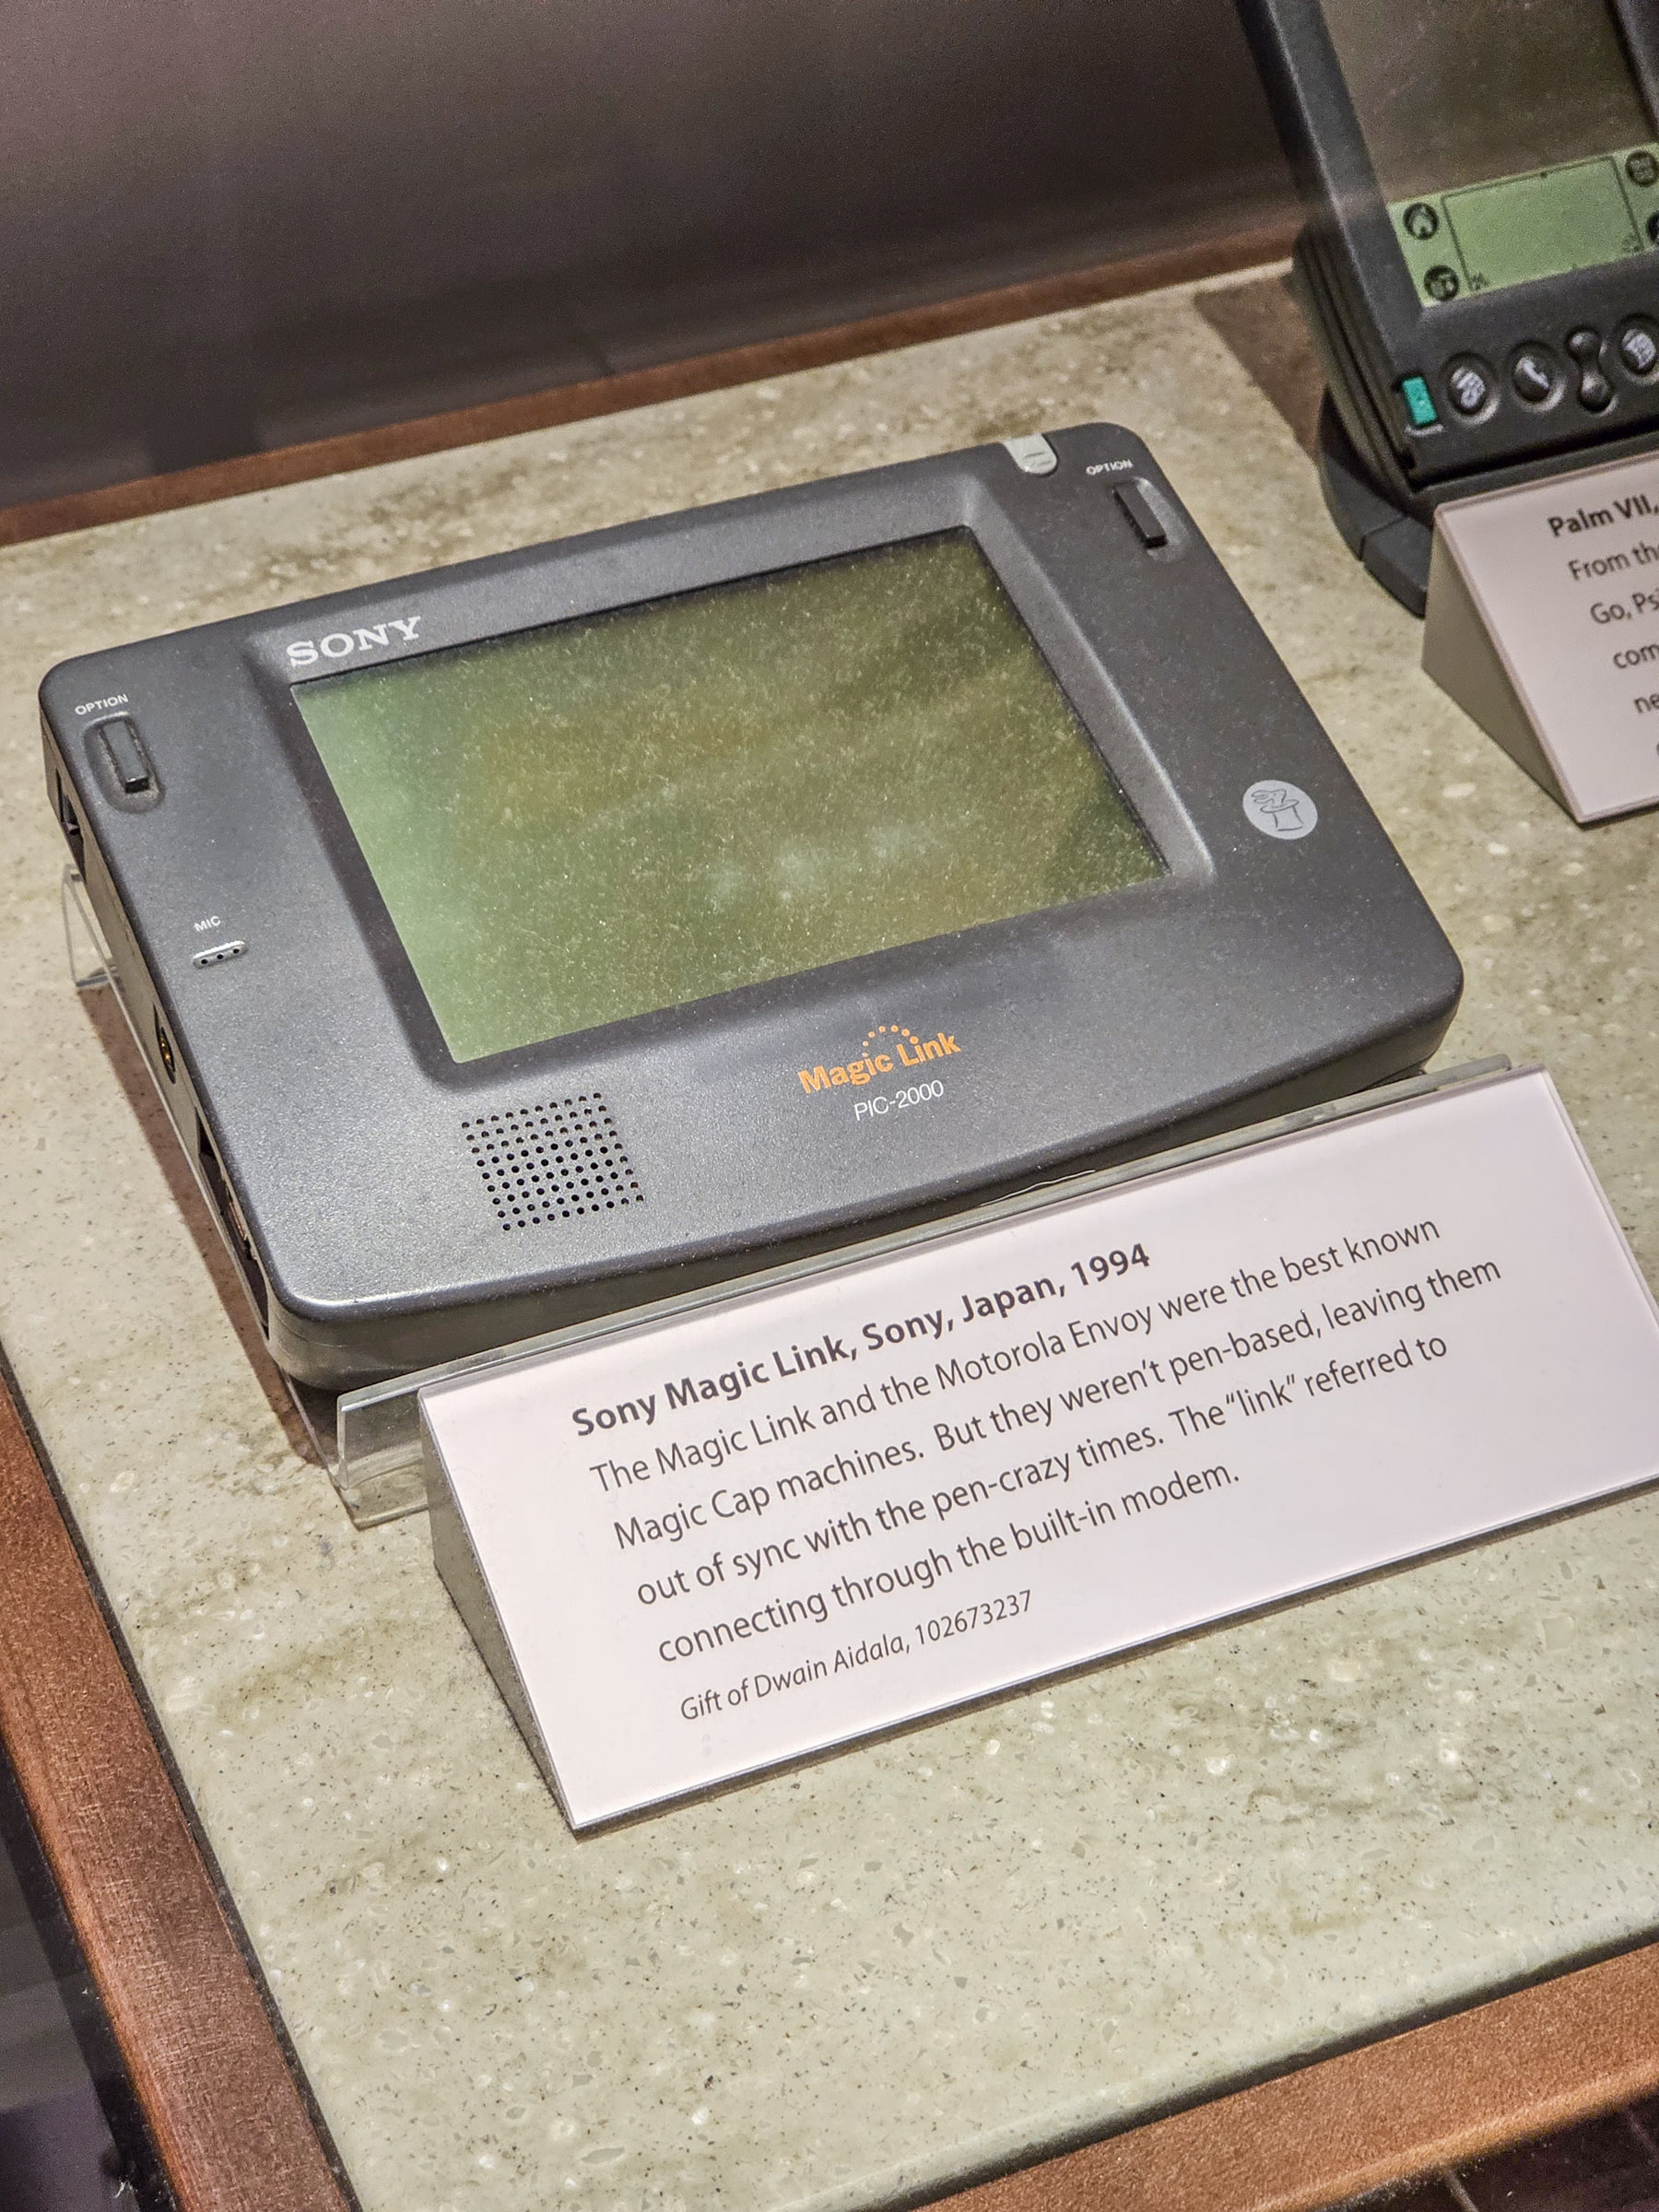 OPTION
SONY
OPTION
MIC
Magic Link
PIC-2000
Sony Magic Link, Sony, Japan, 1994
The Magic Link and the Motorola Envoy were the best known
Magic Cap machines. But they weren't pen-based, leaving them
out of sync with the pen-crazy times. The "link" referred to
connecting through the built-in modem.
Gift of Dwain Aidala, 102673237
Palm VII,
From the
Go, Psi
com
ne